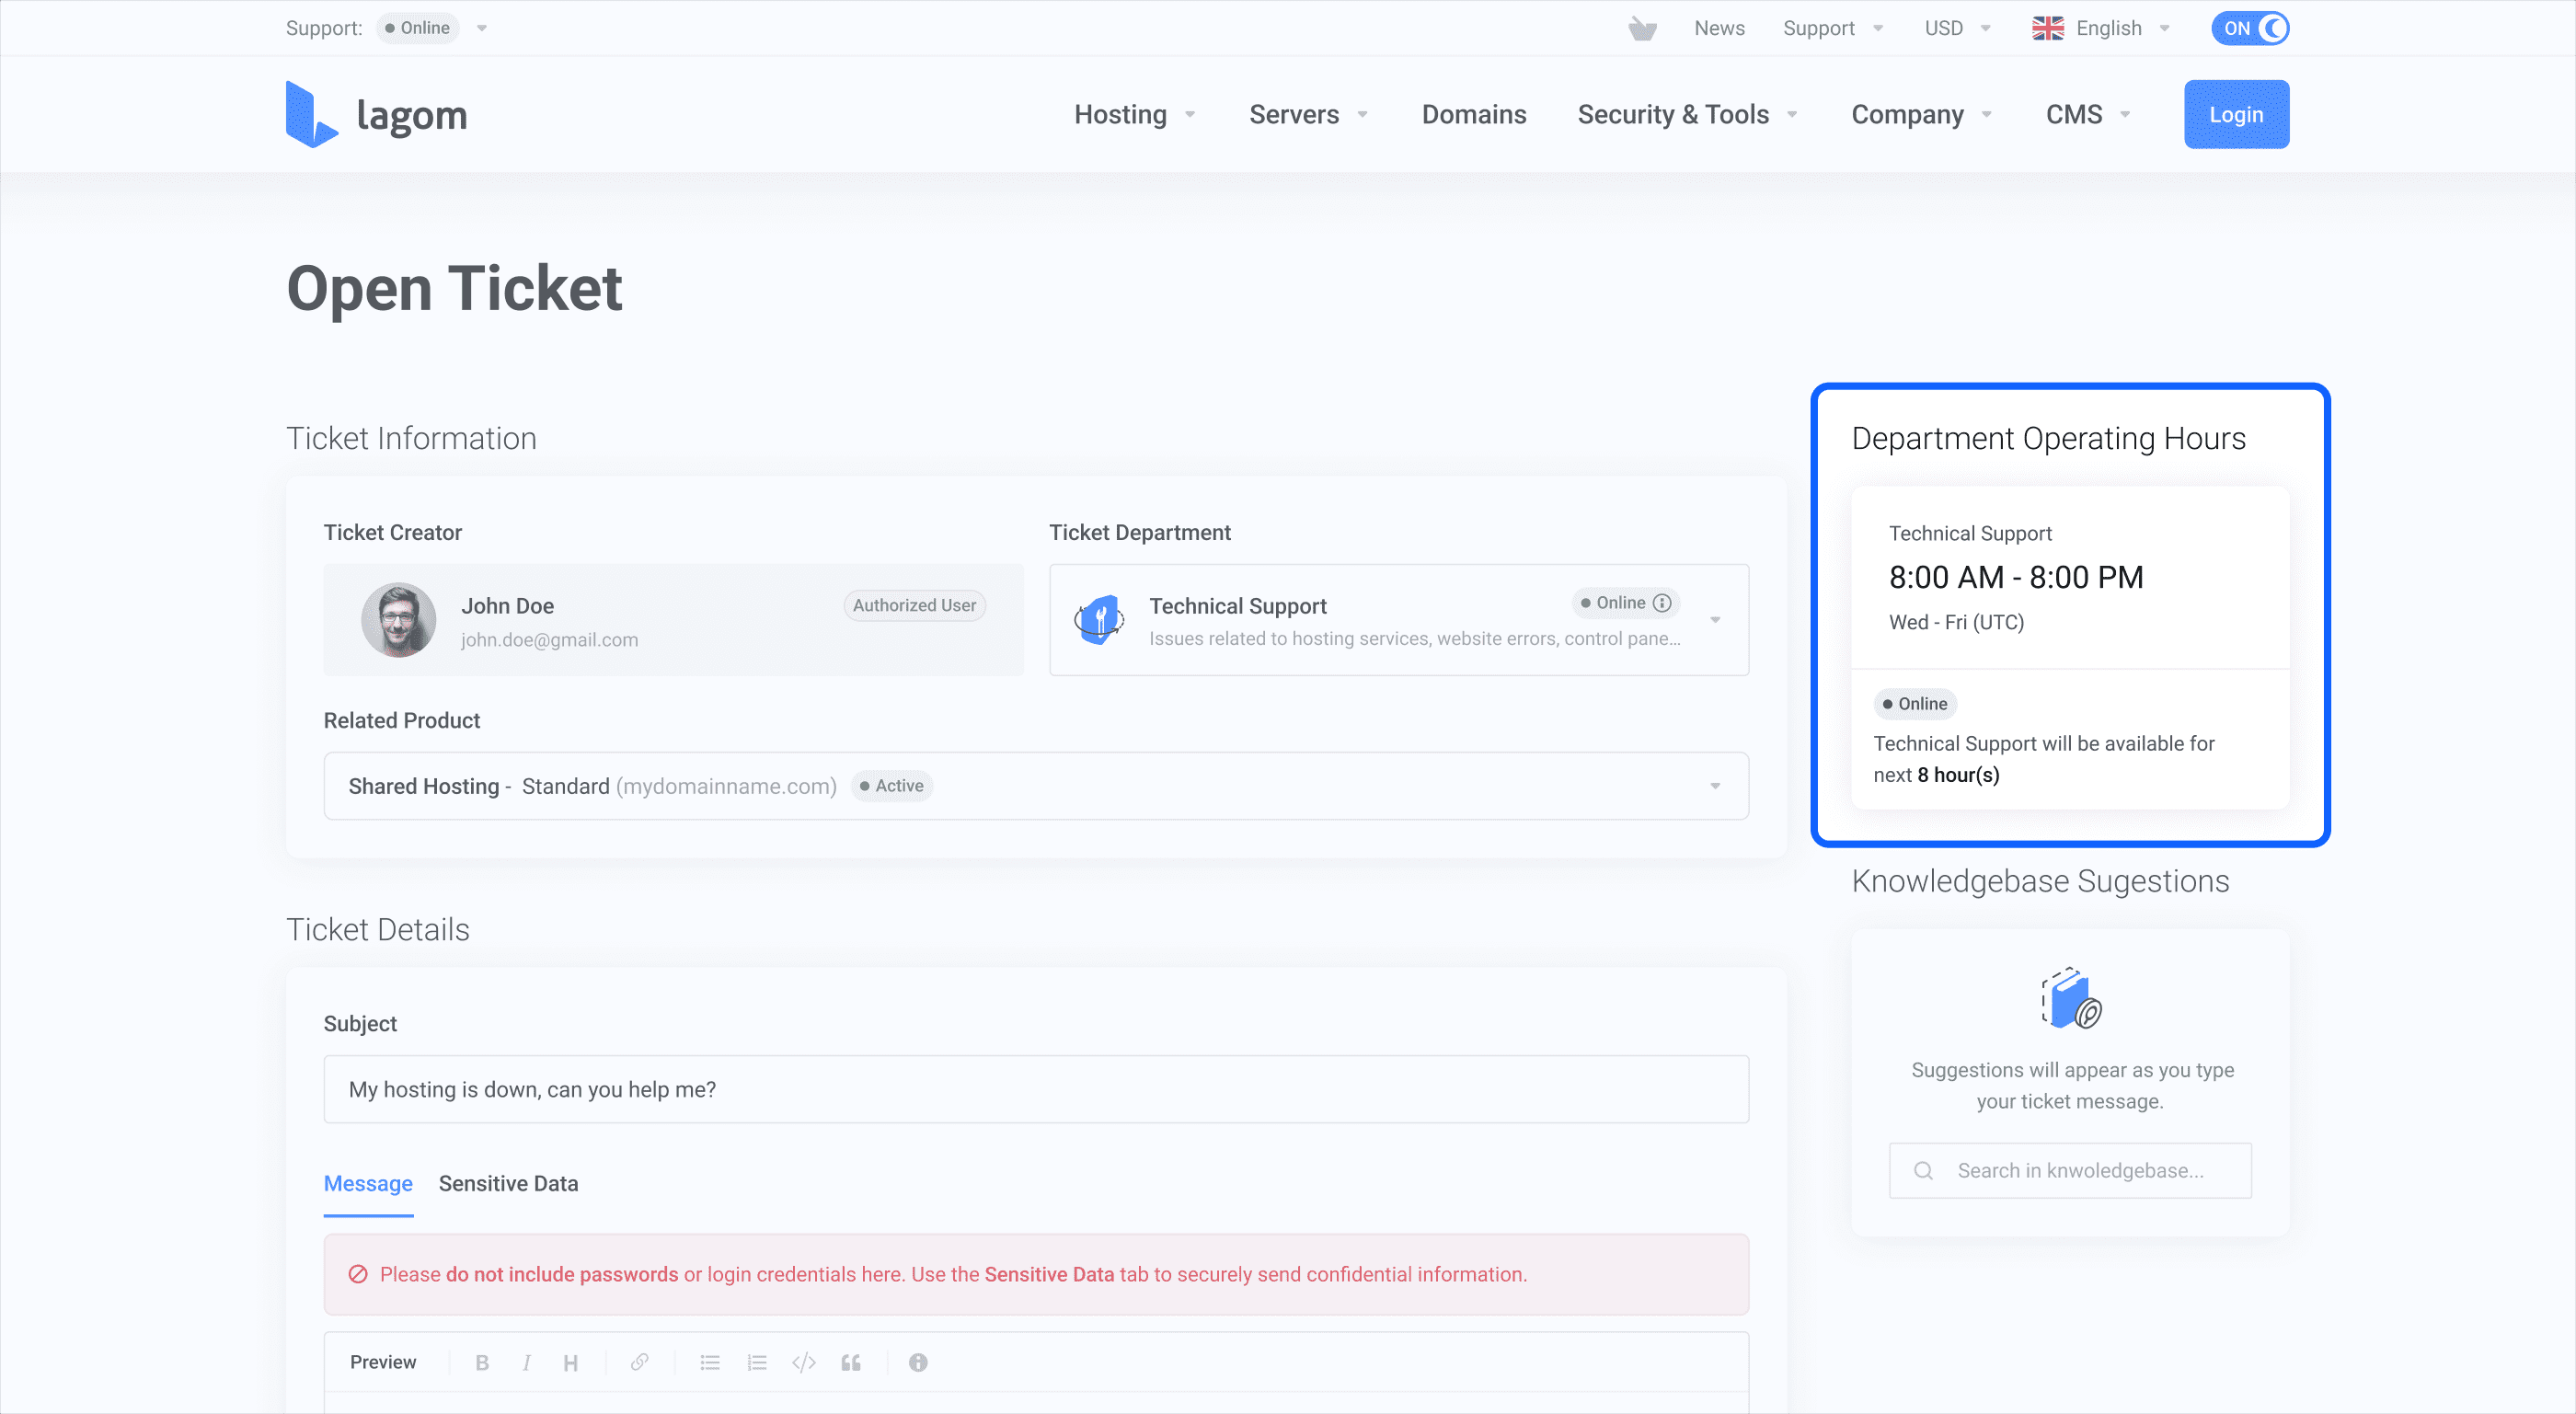 Support: Online
News Support USD English ON
lagom
Hosting Servers Domains Security & Tools Company CMS Login
Open Ticket
Ticket Information
Ticket Creator
John Doe
Authorized User
john.doe@gmail.com
Ticket Department
Technical Support
Online
Issues related to hosting services, website errors, control pane...
Related Product
Shared Hosting - Standard (mydomainname.com) Active
Department Operating Hours
Technical Support
8:00 AM - 8:00 PM
Wed - Fri (UTC)
Online
Technical Support will be available for
next 8 hour(s)
Knowledgebase Sugestions
Suggestions will appear as you type
your ticket message.
Search in knwoledgebase...
Ticket Details
Subject
My hosting is down, can you help me?
Message Sensitive Data
Please do not include passwords or login credentials here. Use the Sensitive Data tab to securely send confidential information.
Preview B I H